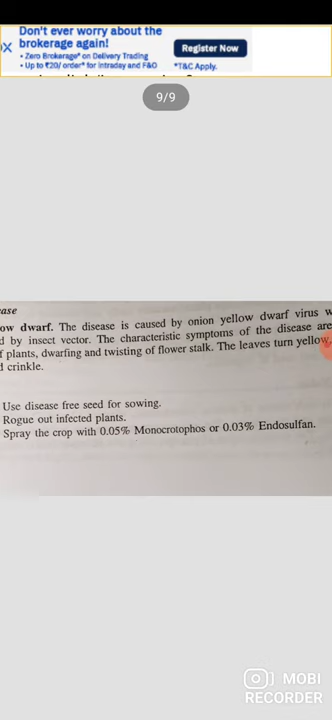 Don't ever worry about the
brokerage again!
• Zero Brokerage* on Delivery Trading
• Up to ₹20/ order* for Intraday and F&O
Register Now
*T&C Apply.
9/9
ease
ow dwarf. The disease is caused by onion yellow dwarf virus w
d by insect vector. The characteristic symptoms of the disease are
f plants, dwarfing and twisting of flower stalk. The leaves turn yellow,
d crinkle.
Use disease free seed for sowing.
Rogue out infected plants.
Spray the crop with 0.05% Monocrotophos or 0.03% Endosulfan.
MOBI
RECORDER